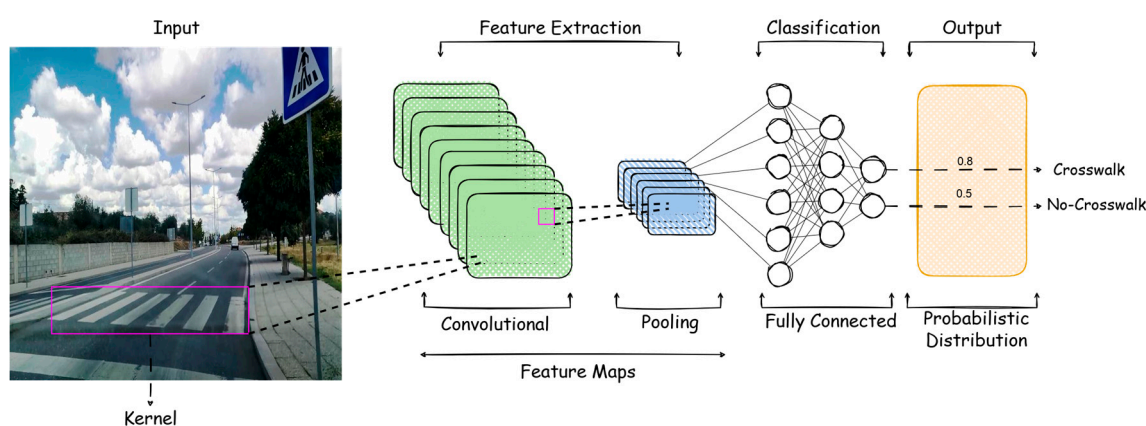 Input
Feature Extraction
Classification
Output
0.8
Crosswalk
0.5
No-Crosswalk
Convolutional
Pooling
Fully Connected
Probabilistic
Distribution
Feature Maps
Kernel